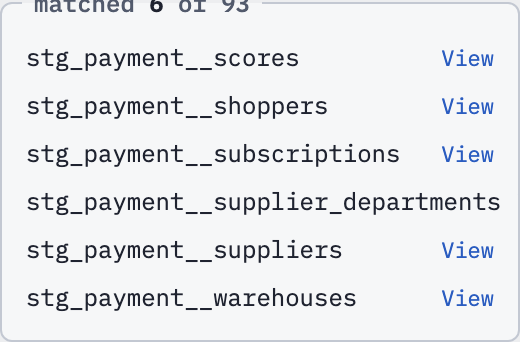 matched 6 of 93
stg_payment__scores View
stg_payment__shoppers View
stg_payment__subscriptions View
stg_payment__supplier_departments
stg_payment__suppliers View
stg_payment__warehouses View